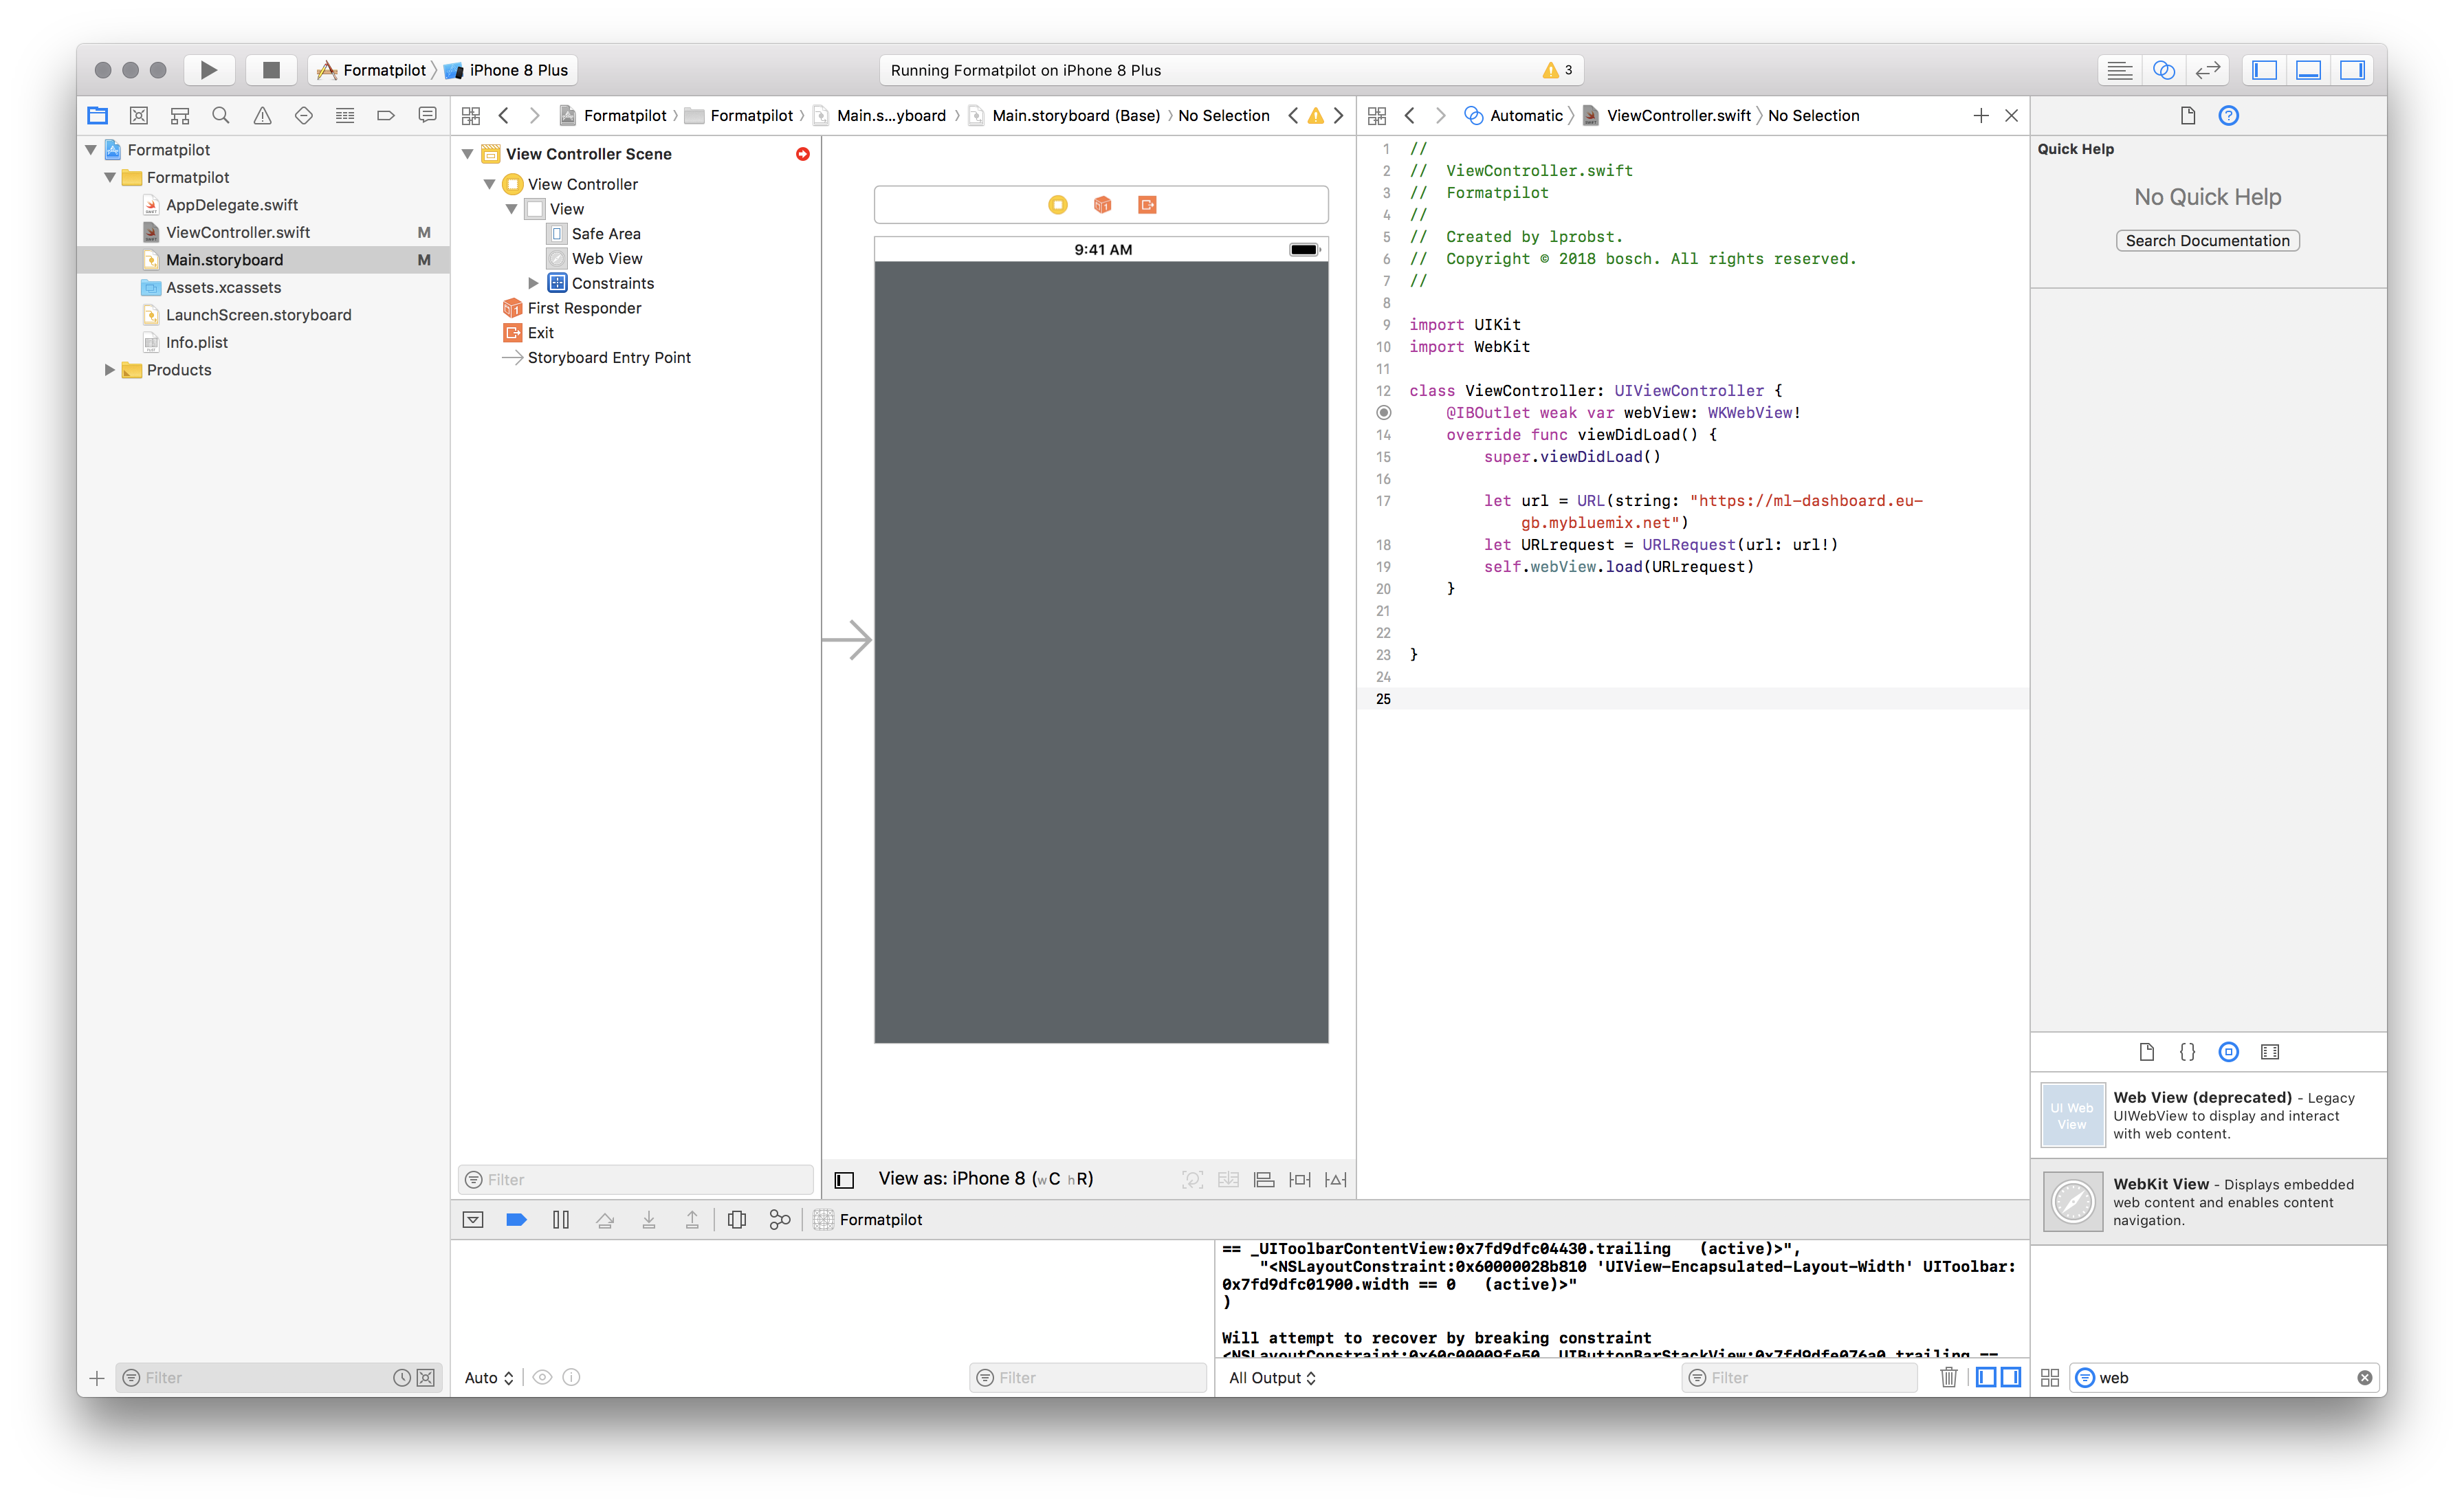 Formatpilot
iPhone 8 Plus
Running Formatpilot on iPhone 8 Plus
3
Formatpilot
Formatpilot
AppDelegate.swift
ViewController.swift M
Main.storyboard M
Assets.xcassets
LaunchScreen.storyboard
Info.plist
Products
Filter
Formatpilot
Formatpilot
Main.s...yboard
Main.storyboard (Base)
No Selection
View Controller Scene
View Controller
View
Safe Area
Web View
Constraints
First Responder
Exit
Storyboard Entry Point
Filter
9:41 AM
View as: iPhone 8 (wC hR)
Automatic
ViewController.swift
No Selection
1 //
2 //  ViewController.swift
3 //  Formatpilot
4 //
5 //  Created by lprobst.
6 //  Copyright © 2018 bosch. All rights reserved.
7 //
8
9 import UIKit
10 import WebKit
11
12 class ViewController: UIViewController {
@IBOutlet weak var webView: WKWebView!
14 override func viewDidLoad() {
15 super.viewDidLoad()
16
17 let url = URL(string: "https://ml-dashboard.eu-
gb.mybluemix.net")
18 let URLrequest = URLRequest(url: url!)
19 self.webView.load(URLrequest)
20 }
21
22
23 }
24
25
Quick Help
No Quick Help
Search Documentation
{}
UI Web
View
Web View (deprecated) - Legacy
UIWebView to display and interact
with web content.
WebKit View - Displays embedded
web content and enables content
navigation.
web
Formatpilot
Auto
Filter
== _UIToolbarContentView:0x7fd9dfc04430.trailing   (active)>",
"<NSLayoutConstraint:0x60000028b810 'UIView-Encapsulated-Layout-Width' UIToolbar:
0x7fd9dfc01900.width == 0   (active)>"
)
Will attempt to recover by breaking constraint
<NSLayoutConstraint:0x60c00009fe50 _UIButtonBarStackView:0x7fd9dfe076a0.trailing ==
All Output
Filter